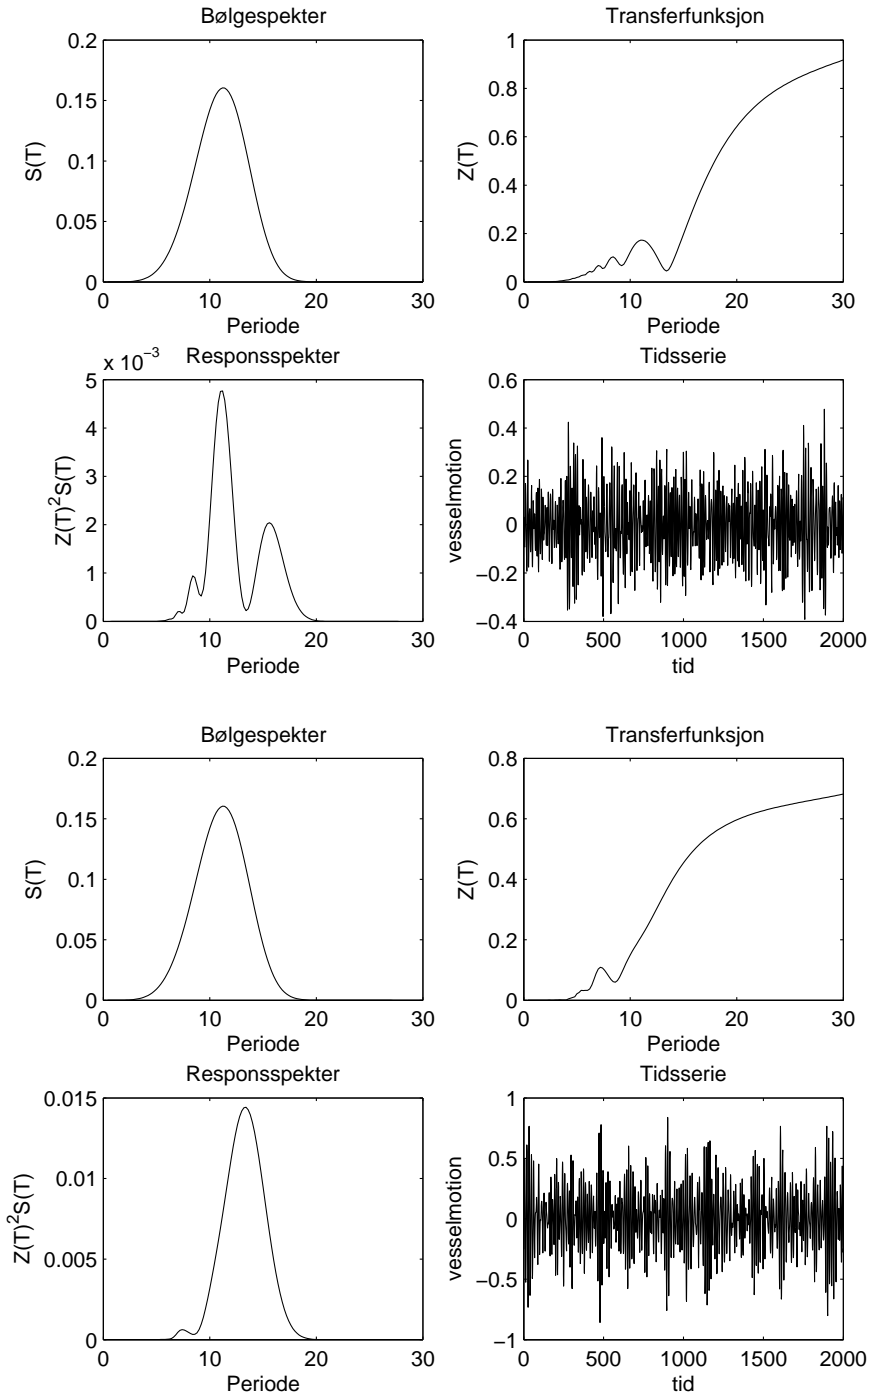 Bølgespekter
0.2
0.15
0.1
0.05
0
S(T)
0 10 20 30
Periode
Transferfunksjon
1
0.8
0.6
0.4
0.2
0
Z(T)
0 10 20 30
Periode
x 10−3
Responsspekter
5
4
3
2
1
0
Z(T)2S(T)
0 10 20 30
Periode
Tidsserie
0.6
0.4
0.2
0
−0.2
−0.4
vesselmotion
0 500 1000 1500 2000
tid
Bølgespekter
0.2
0.15
0.1
0.05
0
S(T)
0 10 20 30
Periode
Transferfunksjon
0.8
0.6
0.4
0.2
0
Z(T)
0 10 20 30
Periode
Responsspekter
0.015
0.01
0.005
0
Z(T)2S(T)
0 10 20 30
Periode
Tidsserie
1
0.5
0
−0.5
−1
vesselmotion
0 500 1000 1500 2000
tid